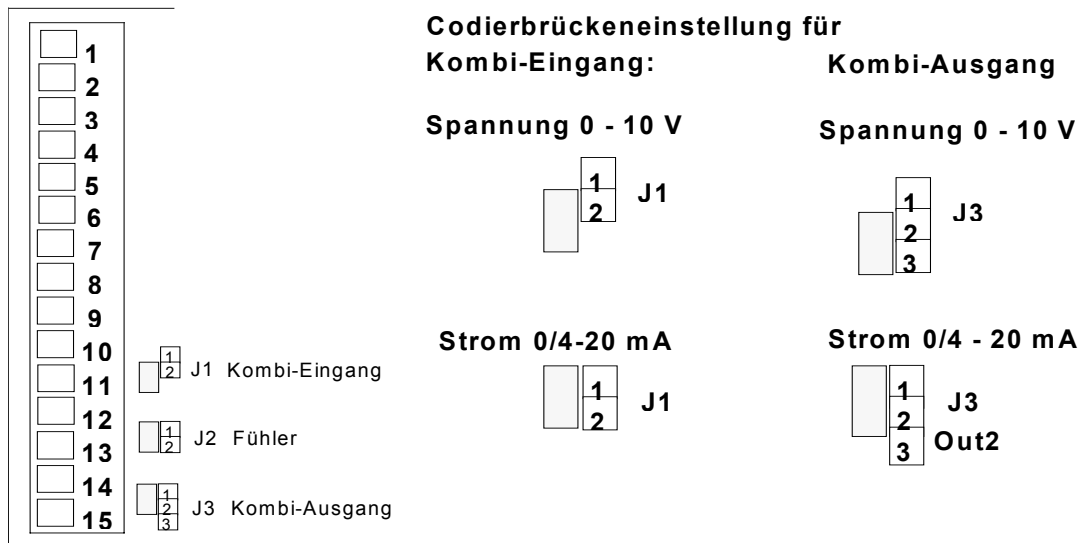 1
2
3
4
5
6
7
8
9
10
11
12
13
14
15
1
2
J1 Kombi-Eingang
1
2
J2 Fühler
1
2
3
J3 Kombi-Ausgang
Codierbrückeneinstellung für
Kombi-Eingang:
Spannung 0 - 10 V
1
2
J1
Strom 0/4-20 mA
1
2
J1
Kombi-Ausgang
Spannung 0 - 10 V
1
2
3
J3
Strom 0/4 - 20 mA
1
2
3
J3
Out2